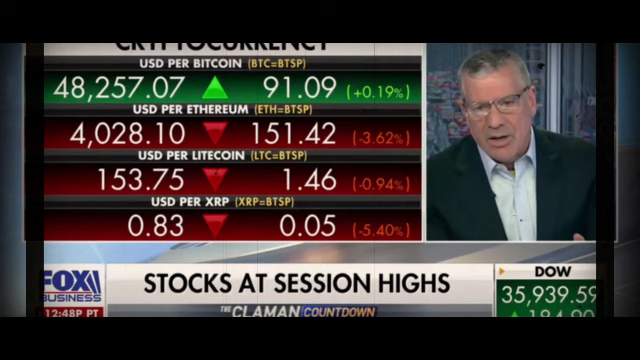 CRYPTOCURRENCY
USD PER BITCOIN (BTC=BTSP)
48,257.07 ▲ 91.09 (+0.19%)
USD PER ETHEREUM (ETH=BTSP)
4,028.10 ▼ 151.42 (-3.62%)
USD PER LITECOIN (LTC=BTSP)
153.75 ▼ 1.46 (-0.94%)
USD PER XRP (XRP=BTSP)
0.83 ▼ 0.05 (-5.40%)
FOX
BUSINESS
STOCKS AT SESSION HIGHS
DOW
35,939.59
▲ 184.90
12:48P PT
THE CLAMAN COUNTDOWN